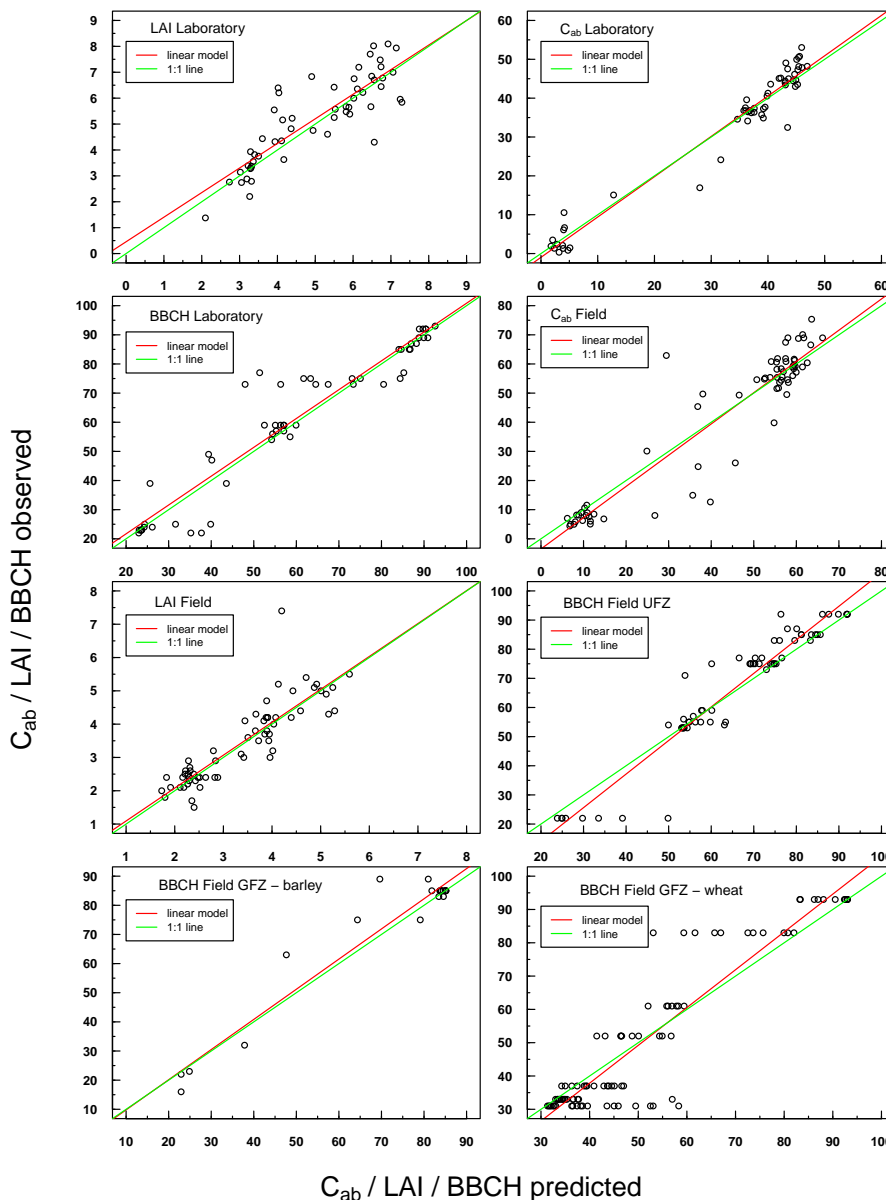 LAI Laboratory
linear model
1:1 line
9
8
7
6
5
4
3
2
1
0
0 1 2 3 4 5 6 7 8 9
Cab Laboratory
linear model
1:1 line
60
50
40
30
20
10
0
0 10 20 30 40 50 60
BBCH Laboratory
linear model
1:1 line
100
90
80
70
60
50
40
30
20
20 30 40 50 60 70 80 90 100
Cab Field
linear model
1:1 line
80
70
60
50
40
30
20
10
0
0 10 20 30 40 50 60 70 80
LAI Field
linear model
1:1 line
8
7
6
5
4
3
2
1
1 2 3 4 5 6 7 8
BBCH Field UFZ
linear model
1:1 line
100
90
80
70
60
50
40
30
20
20 30 40 50 60 70 80 90 100
BBCH Field GFZ – barley
linear model
1:1 line
90
80
70
60
50
40
30
20
10
10 20 30 40 50 60 70 80 90
BBCH Field GFZ – wheat
linear model
1:1 line
100
90
80
70
60
50
40
30
30 40 50 60 70 80 90 100
Cab / LAI / BBCH observed
Cab / LAI / BBCH predicted